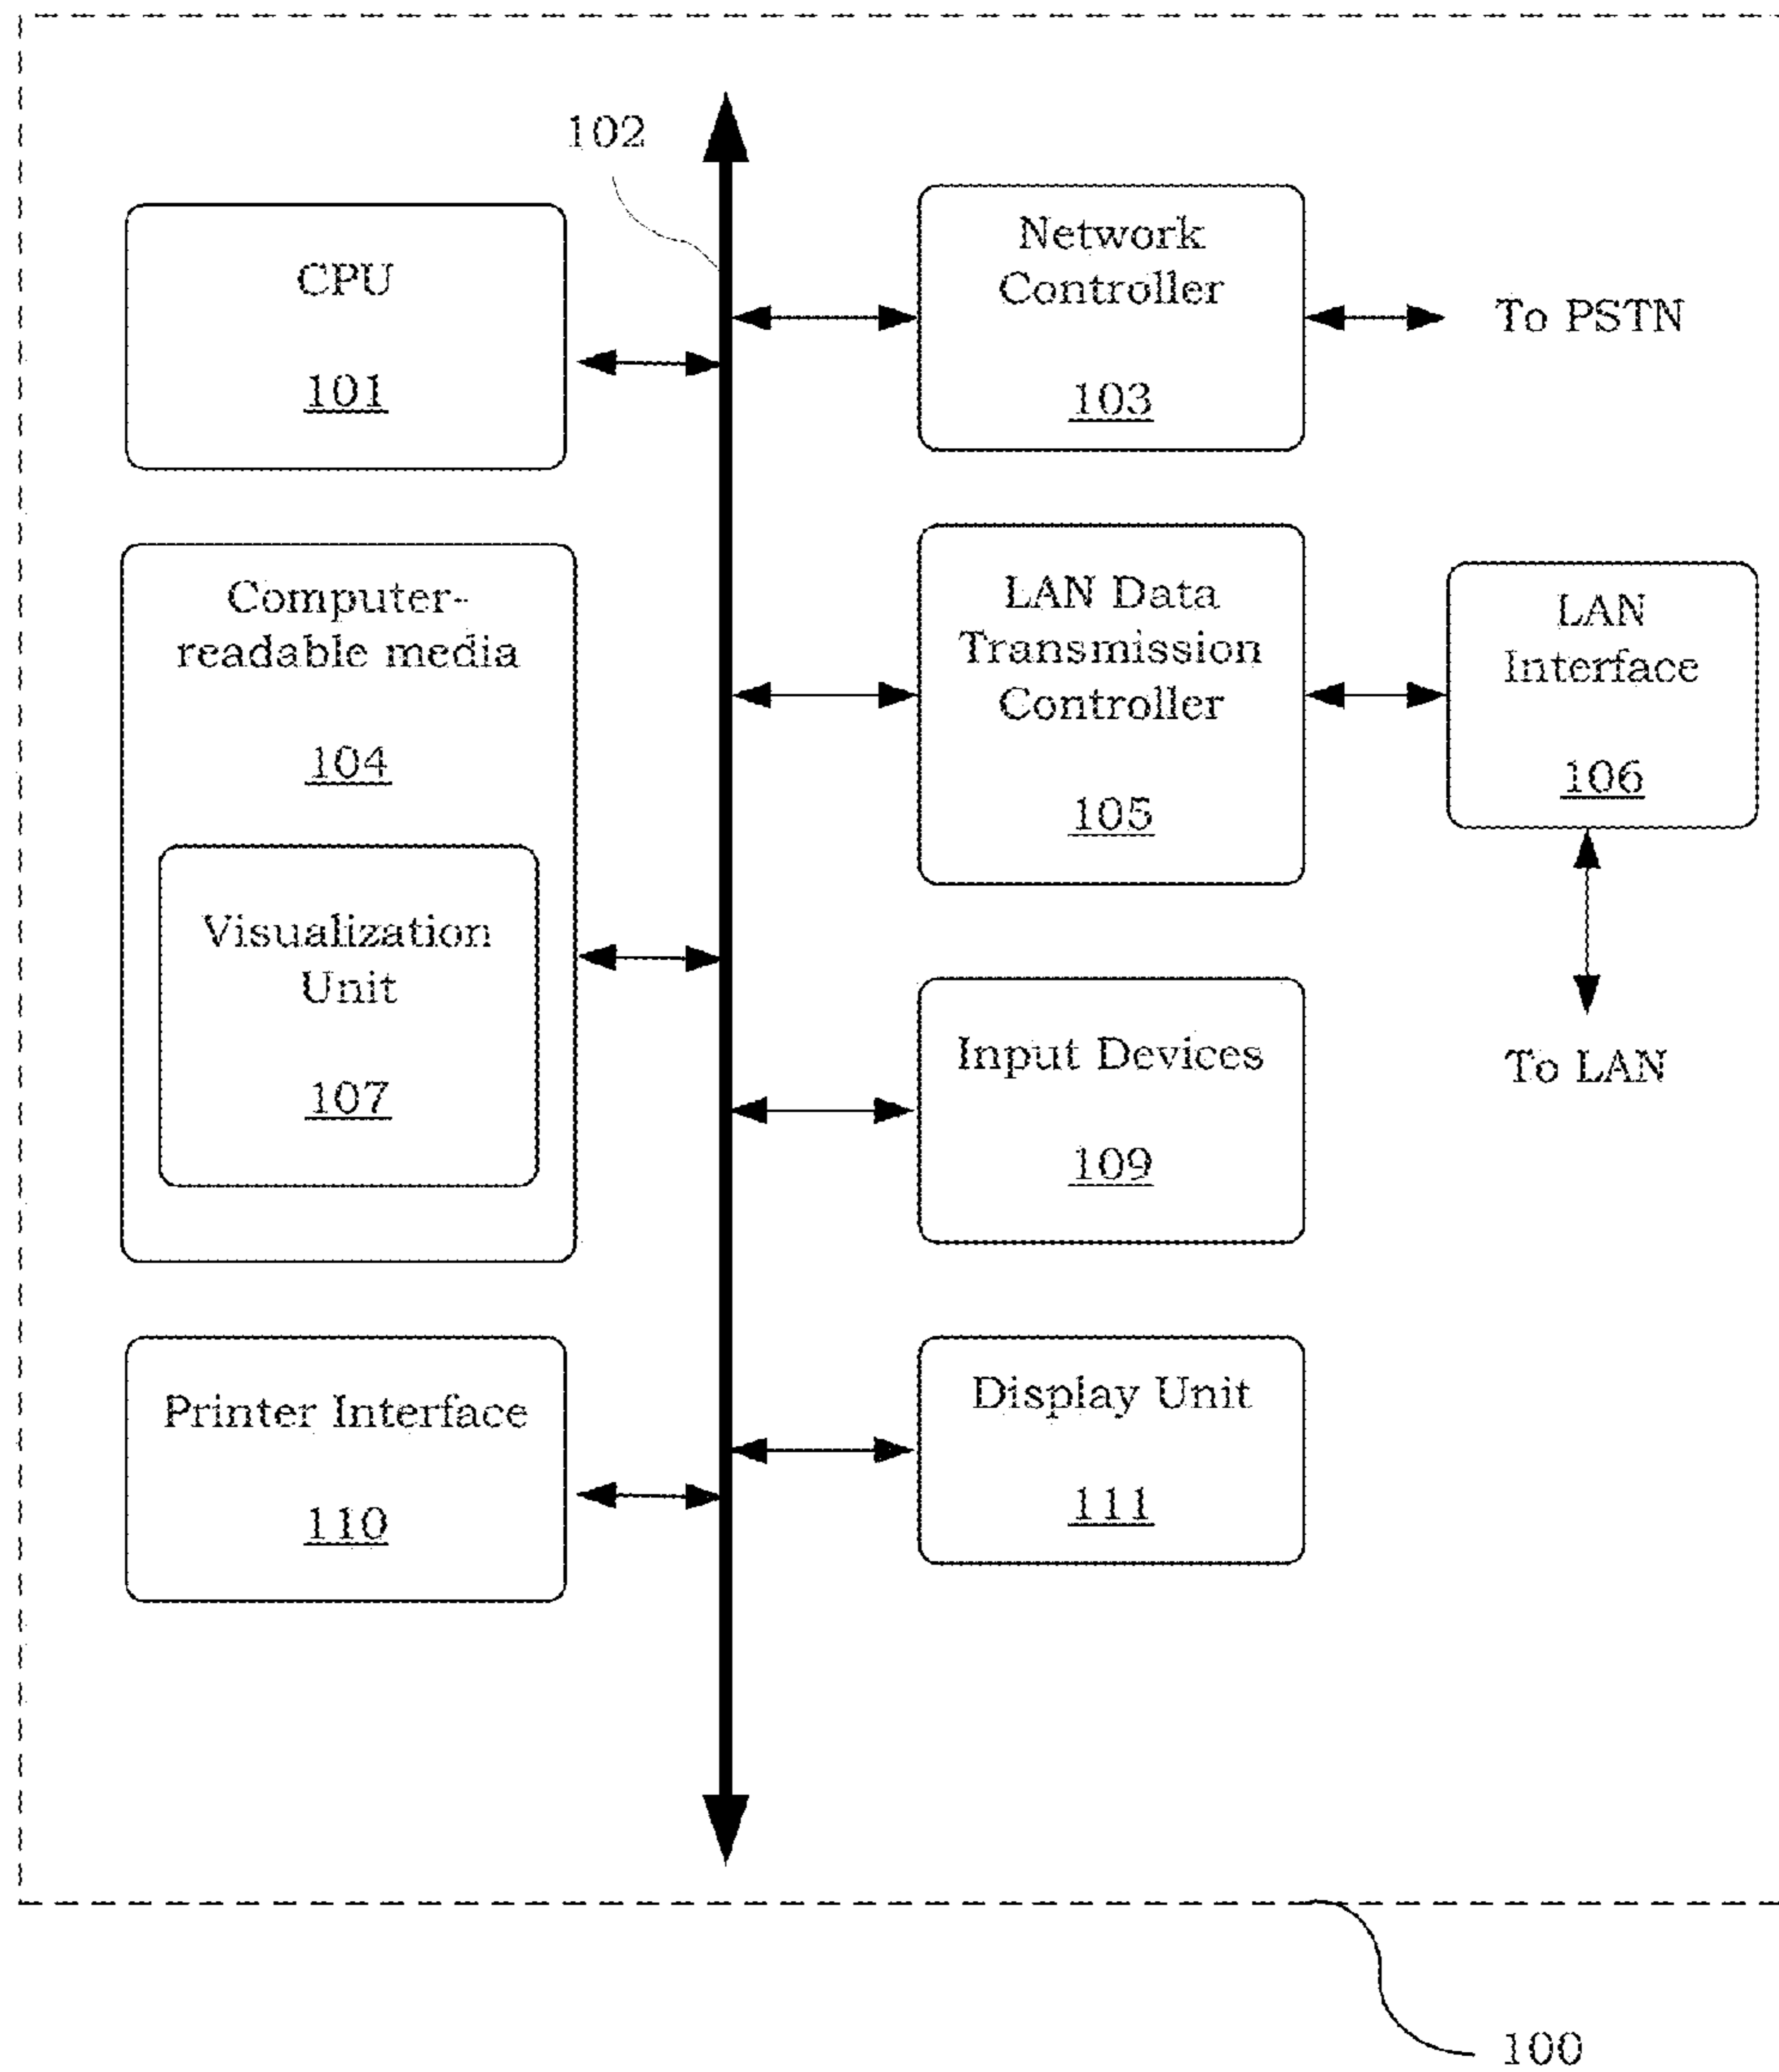 102
CPU
101
Network
Controller
103
To PSTN
Computer-
readable media
104
Visualization
Unit
107
LAN Data
Transmission
Controller
105
LAN
Interface
106
To LAN
Input Devices
109
Printer Interface
110
Display Unit
111
100